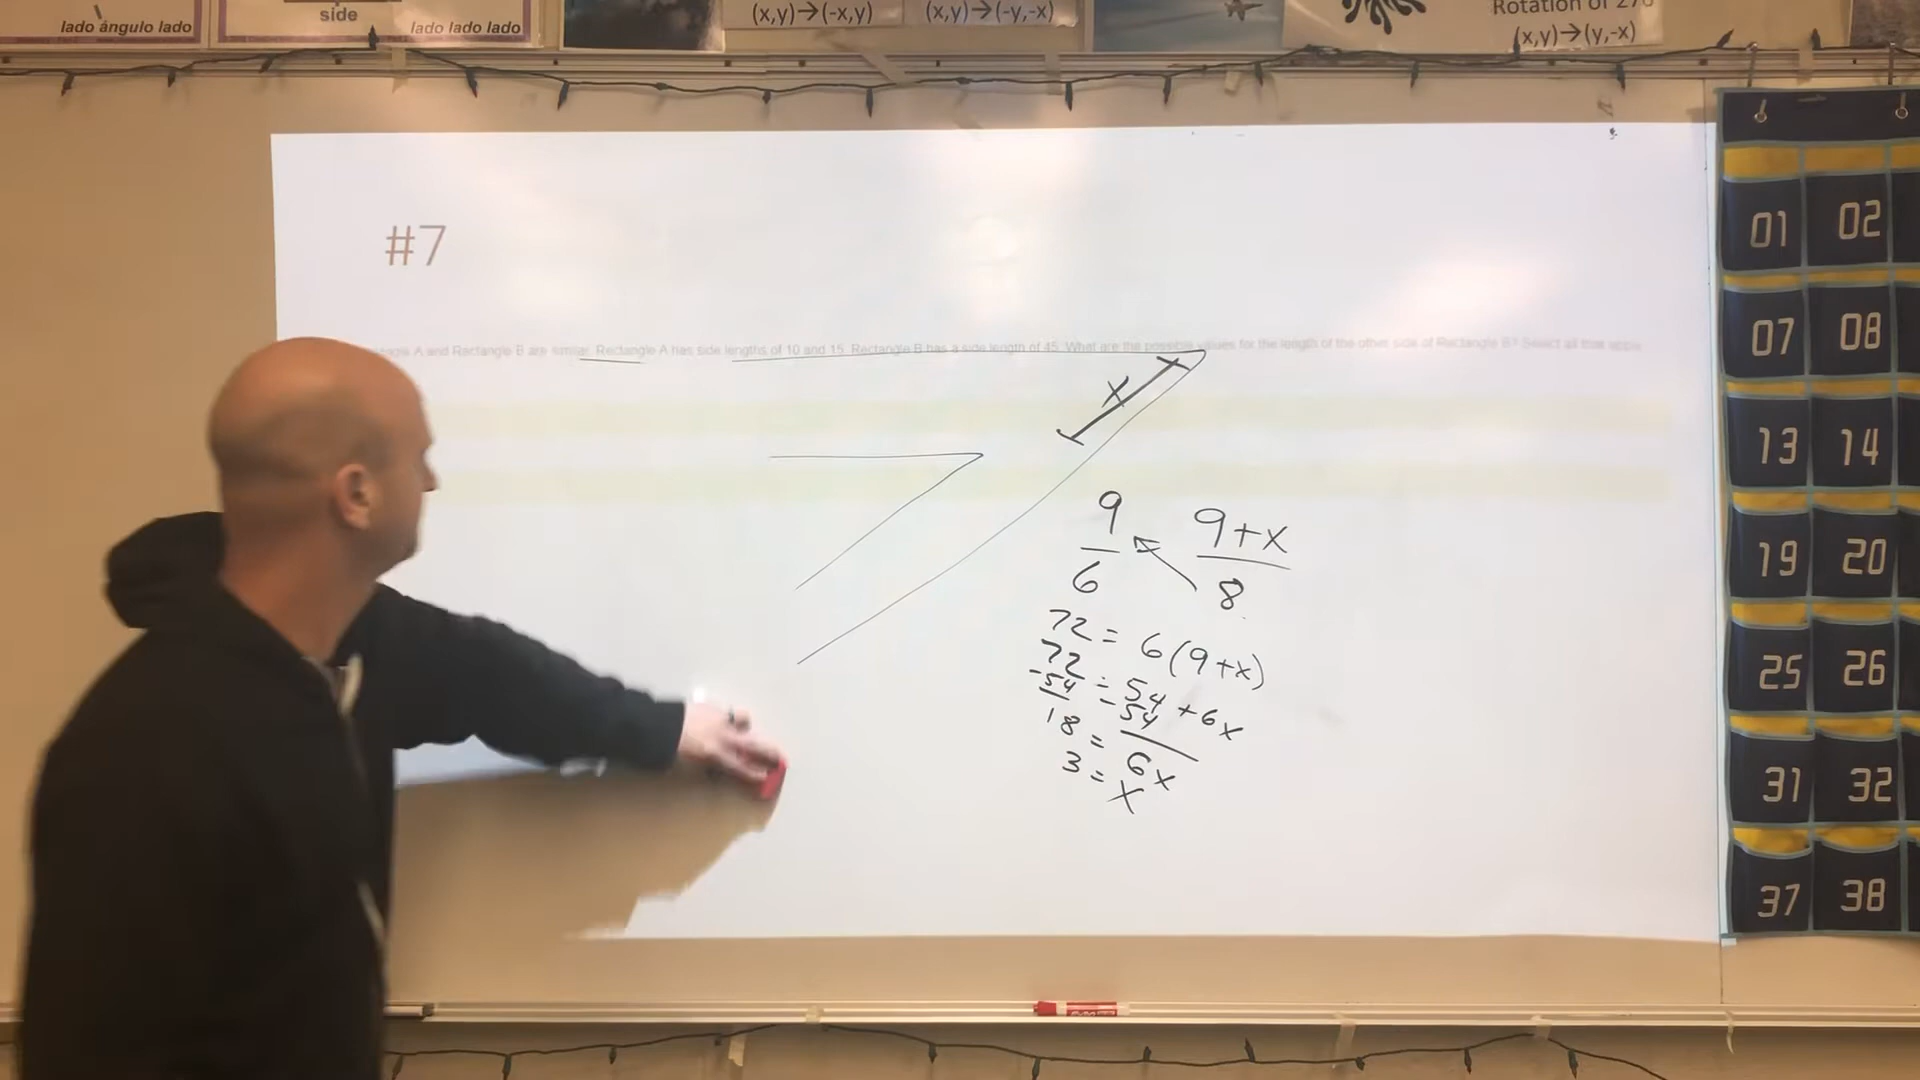 lado ángulo lado
side
lado lado lado
(x,y)→(-x,y)
(x,y)→(-y,-x)
Rotation of 270
(x,y)→(y,-x)
#7
A and Rectangle B are similar. Rectangle A has side lengths of 10 and 15. Rectangle B has a side length of 45. What are the possible values for the length of the other side of Rectangle B? Select all that apply.
X
9 9+x
6 8
72 = 6(9+x)
72 = 54 + 6x
-54 -54
18 = 6x
3 = x
01 02
07 08
13 14
19 20
25 26
31 32
37 38